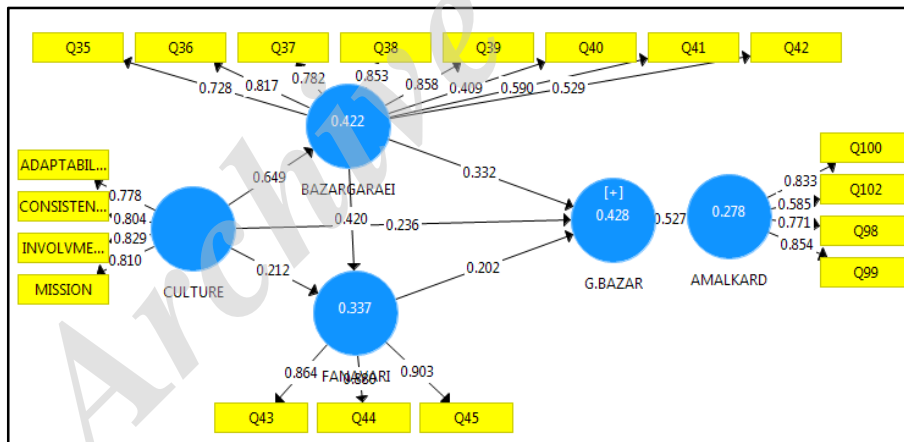 Q35 Q36 Q37 Q38 Q39 Q40 Q41 Q42
0.728 0.817 0.782 0.853 0.858 0.409 0.590 0.529
0.422
BAZARGARAEI
ADAPTABIL...
CONSISTEN...
INVOLVME...
MISSION
0.778
0.804
0.829
0.810
CULTURE
0.649
0.420
0.236
0.212
0.332
0.202
0.337
FANAVARI
0.864 0.880 0.903
Q43 Q44 Q45
[+]
0.428
G.BAZAR
0.527
0.278
AMALKARD
0.833
0.585
0.771
0.854
Q100
Q102
Q98
Q99
Archive